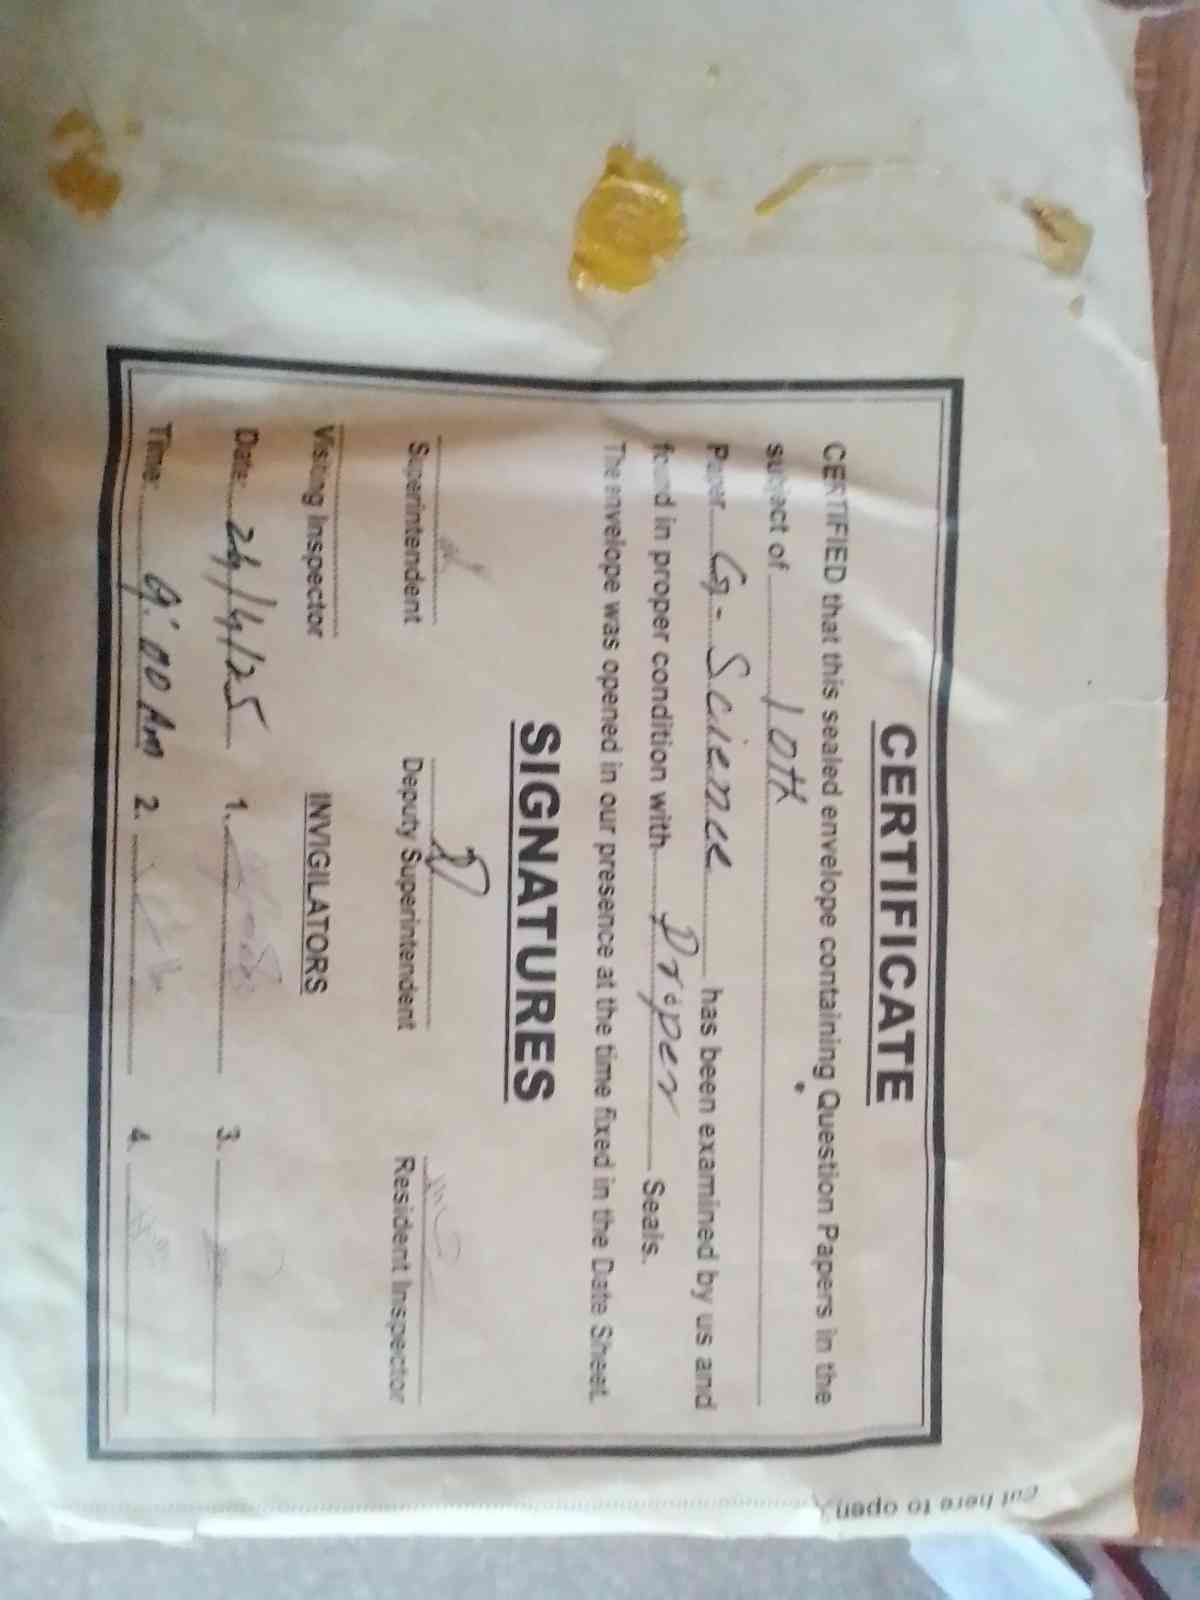 CERTIFICATE
CERTIFIED that this sealed envelope containing Question Papers in the
subject of 10th
Paper G-Science has been examined by us and
found in proper condition with Proper Seals.
The envelope was opened in our presence at the time fixed in the Date Sheet.
SIGNATURES
Superintendent Deputy Superintendent Resident Inspector
Visiting Inspector INVIGILATORS
Date: 24/4/25 1. 3.
Time: 9:00 Am 2. 4.
Cut here to open